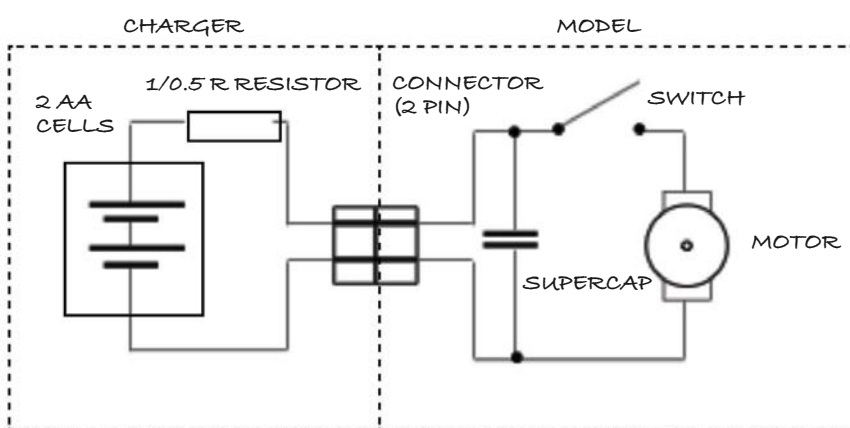 CHARGER
MODEL
1/0.5 R RESISTOR
2 AA
CELLS
CONNECTOR
(2 PIN)
SWITCH
MOTOR
SUPERCAP